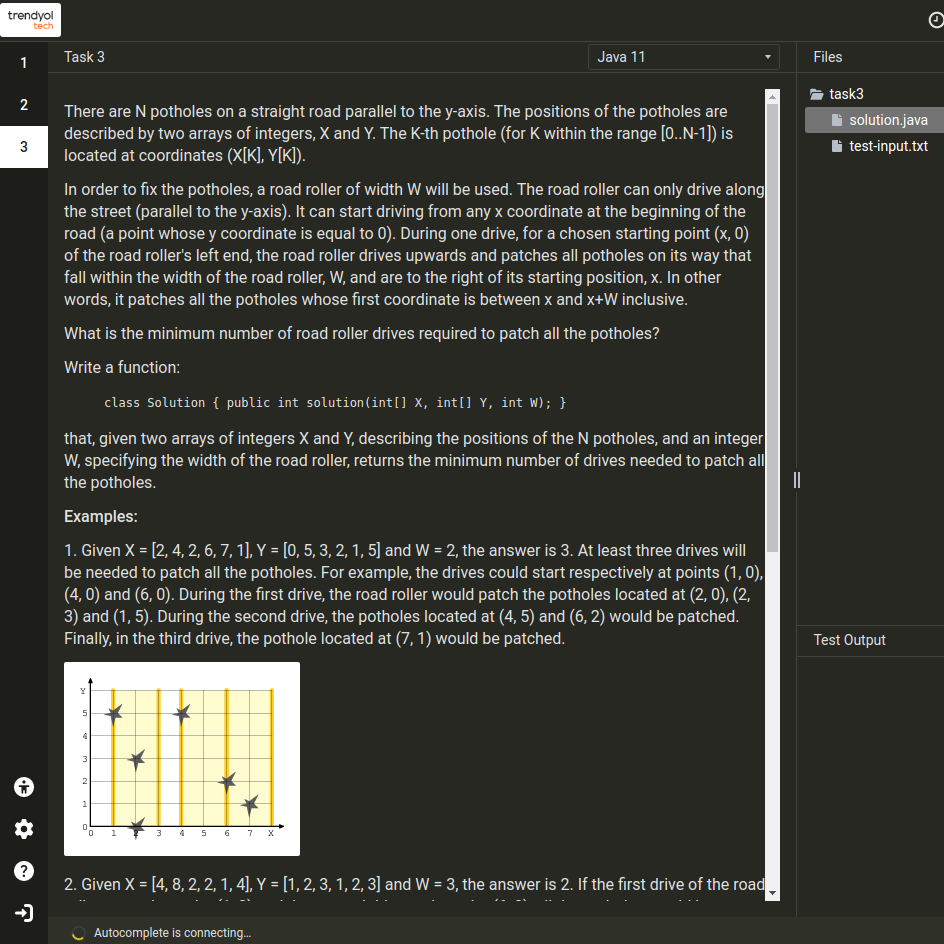 trendyol
tech
1
2
3
Task 3
Java 11
Files
task3
solution.java
test-input.txt
There are N potholes on a straight road parallel to the y-axis. The positions of the potholes are
described by two arrays of integers, X and Y. The K-th pothole (for K within the range [0..N-1]) is
located at coordinates (X[K], Y[K]).
In order to fix the potholes, a road roller of width W will be used. The road roller can only drive along
the street (parallel to the y-axis). It can start driving from any x coordinate at the beginning of the
road (a point whose y coordinate is equal to 0). During one drive, for a chosen starting point (x, 0)
of the road roller's left end, the road roller drives upwards and patches all potholes on its way that
fall within the width of the road roller, W, and are to the right of its starting position, x. In other
words, it patches all the potholes whose first coordinate is between x and x+W inclusive.
What is the minimum number of road roller drives required to patch all the potholes?
Write a function:
class Solution { public int solution(int[] X, int[] Y, int W); }
that, given two arrays of integers X and Y, describing the positions of the N potholes, and an integer
W, specifying the width of the road roller, returns the minimum number of drives needed to patch all
the potholes.
Examples:
1. Given X = [2, 4, 2, 6, 7, 1], Y = [0, 5, 3, 2, 1, 5] and W = 2, the answer is 3. At least three drives will
be needed to patch all the potholes. For example, the drives could start respectively at points (1, 0),
(4, 0) and (6, 0). During the first drive, the road roller would patch the potholes located at (2, 0), (2,
3) and (1, 5). During the second drive, the potholes located at (4, 5) and (6, 2) would be patched.
Finally, in the third drive, the pothole located at (7, 1) would be patched.
Y
5
4
3
2
1
0
0 1 2 3 4 5 6 7 X
2. Given X = [4, 8, 2, 2, 1, 4], Y = [1, 2, 3, 1, 2, 3] and W = 3, the answer is 2. If the first drive of the road
Test Output
Autocomplete is connecting...